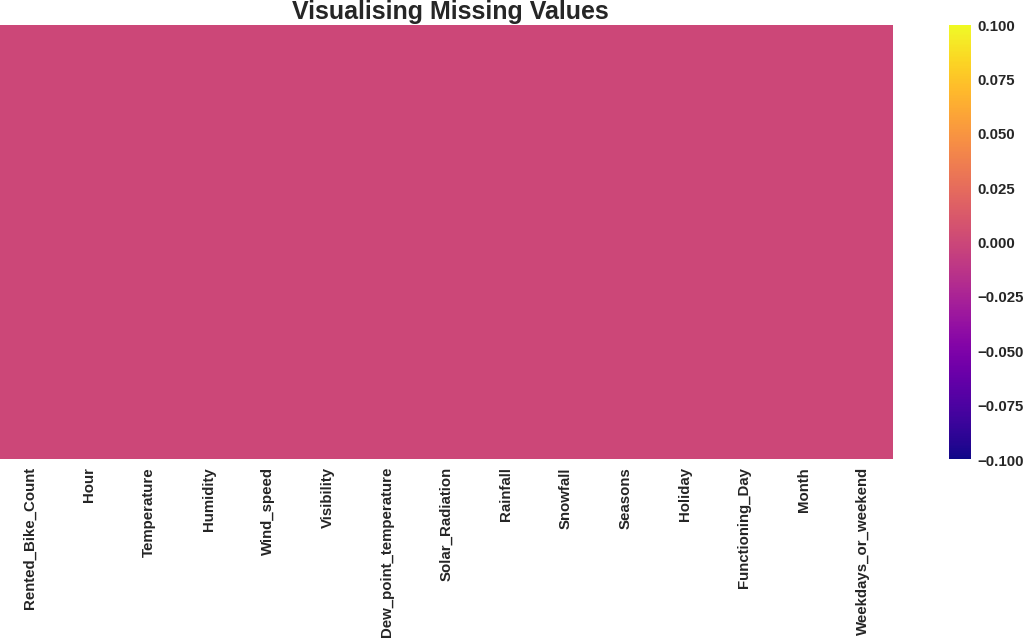 Visualising Missing Values
0.100
0.075
0.050
0.025
0.000
−0.025
−0.050
−0.075
−0.100
Rented_Bike_Count
Hour
Temperature
Humidity
Wind_speed
Visibility
Dew_point_temperature
Solar_Radiation
Rainfall
Snowfall
Seasons
Holiday
Functioning_Day
Month
Weekdays_or_weekend